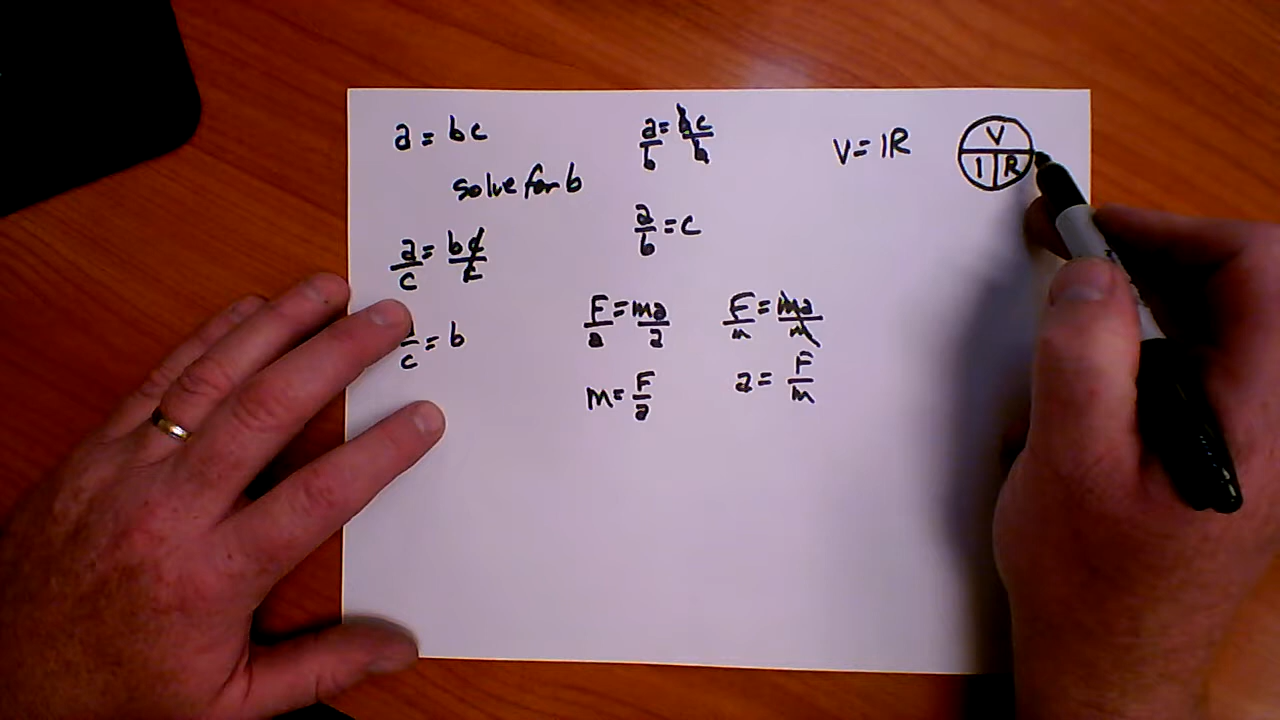 a = bc
solve for b
a/c = bc/c
/c = b
a/b = bc/b
a/b = c
F/a = ma/a
m = F/a
F/m = ma/m
a = F/m
V = IR
V
I R